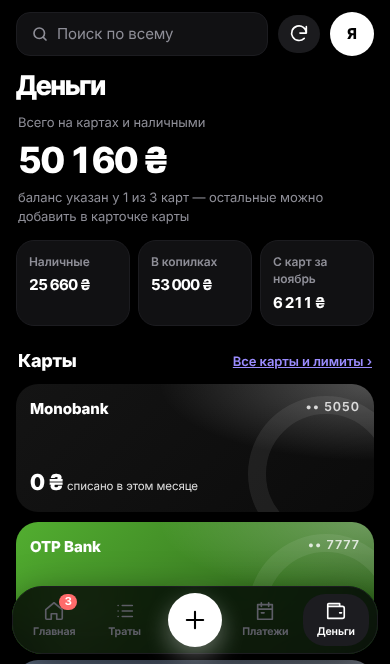 Поиск по всему
Я
Деньги
Всего на картах и наличными
50 160 ₴
баланс указан у 1 из 3 карт — остальные можно
добавить в карточке карты
Наличные
25 660 ₴
В копилках
53 000 ₴
С карт за
ноябрь
6 211 ₴
Карты
Все карты и лимиты ›
Monobank
•• 5050
0 ₴ списано в этом месяце
OTP Bank
•• 7777
3
Главная
Траты
Платежи
Деньги